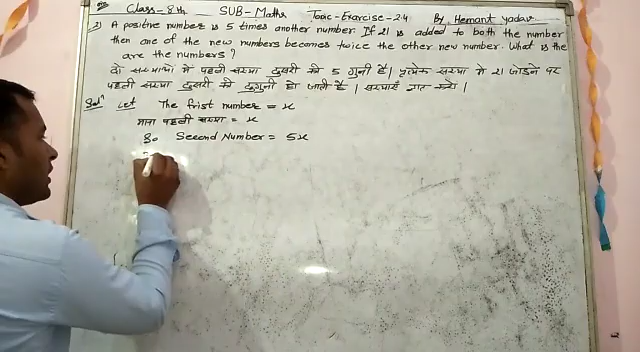 Class-8th SUB-Maths Topic-Exercise-2.4 By Hemant yadav
3) A positive number is 5 times another number. If 21 is added to both the number
then one of the new numbers becomes twice the other new number. What is the
are the numbers?
दो संख्याओं में पहली संख्या दुसरी की 5 गुनी है। प्रत्येक संख्या में 21 जोड़ने पर
पहली संख्या दुसरी की दुगुनी हो जाती है। संख्याएँ ज्ञात करो।
Solⁿ Let The frist number = x
माना पहली संख्या = x
So Second Number = 5x